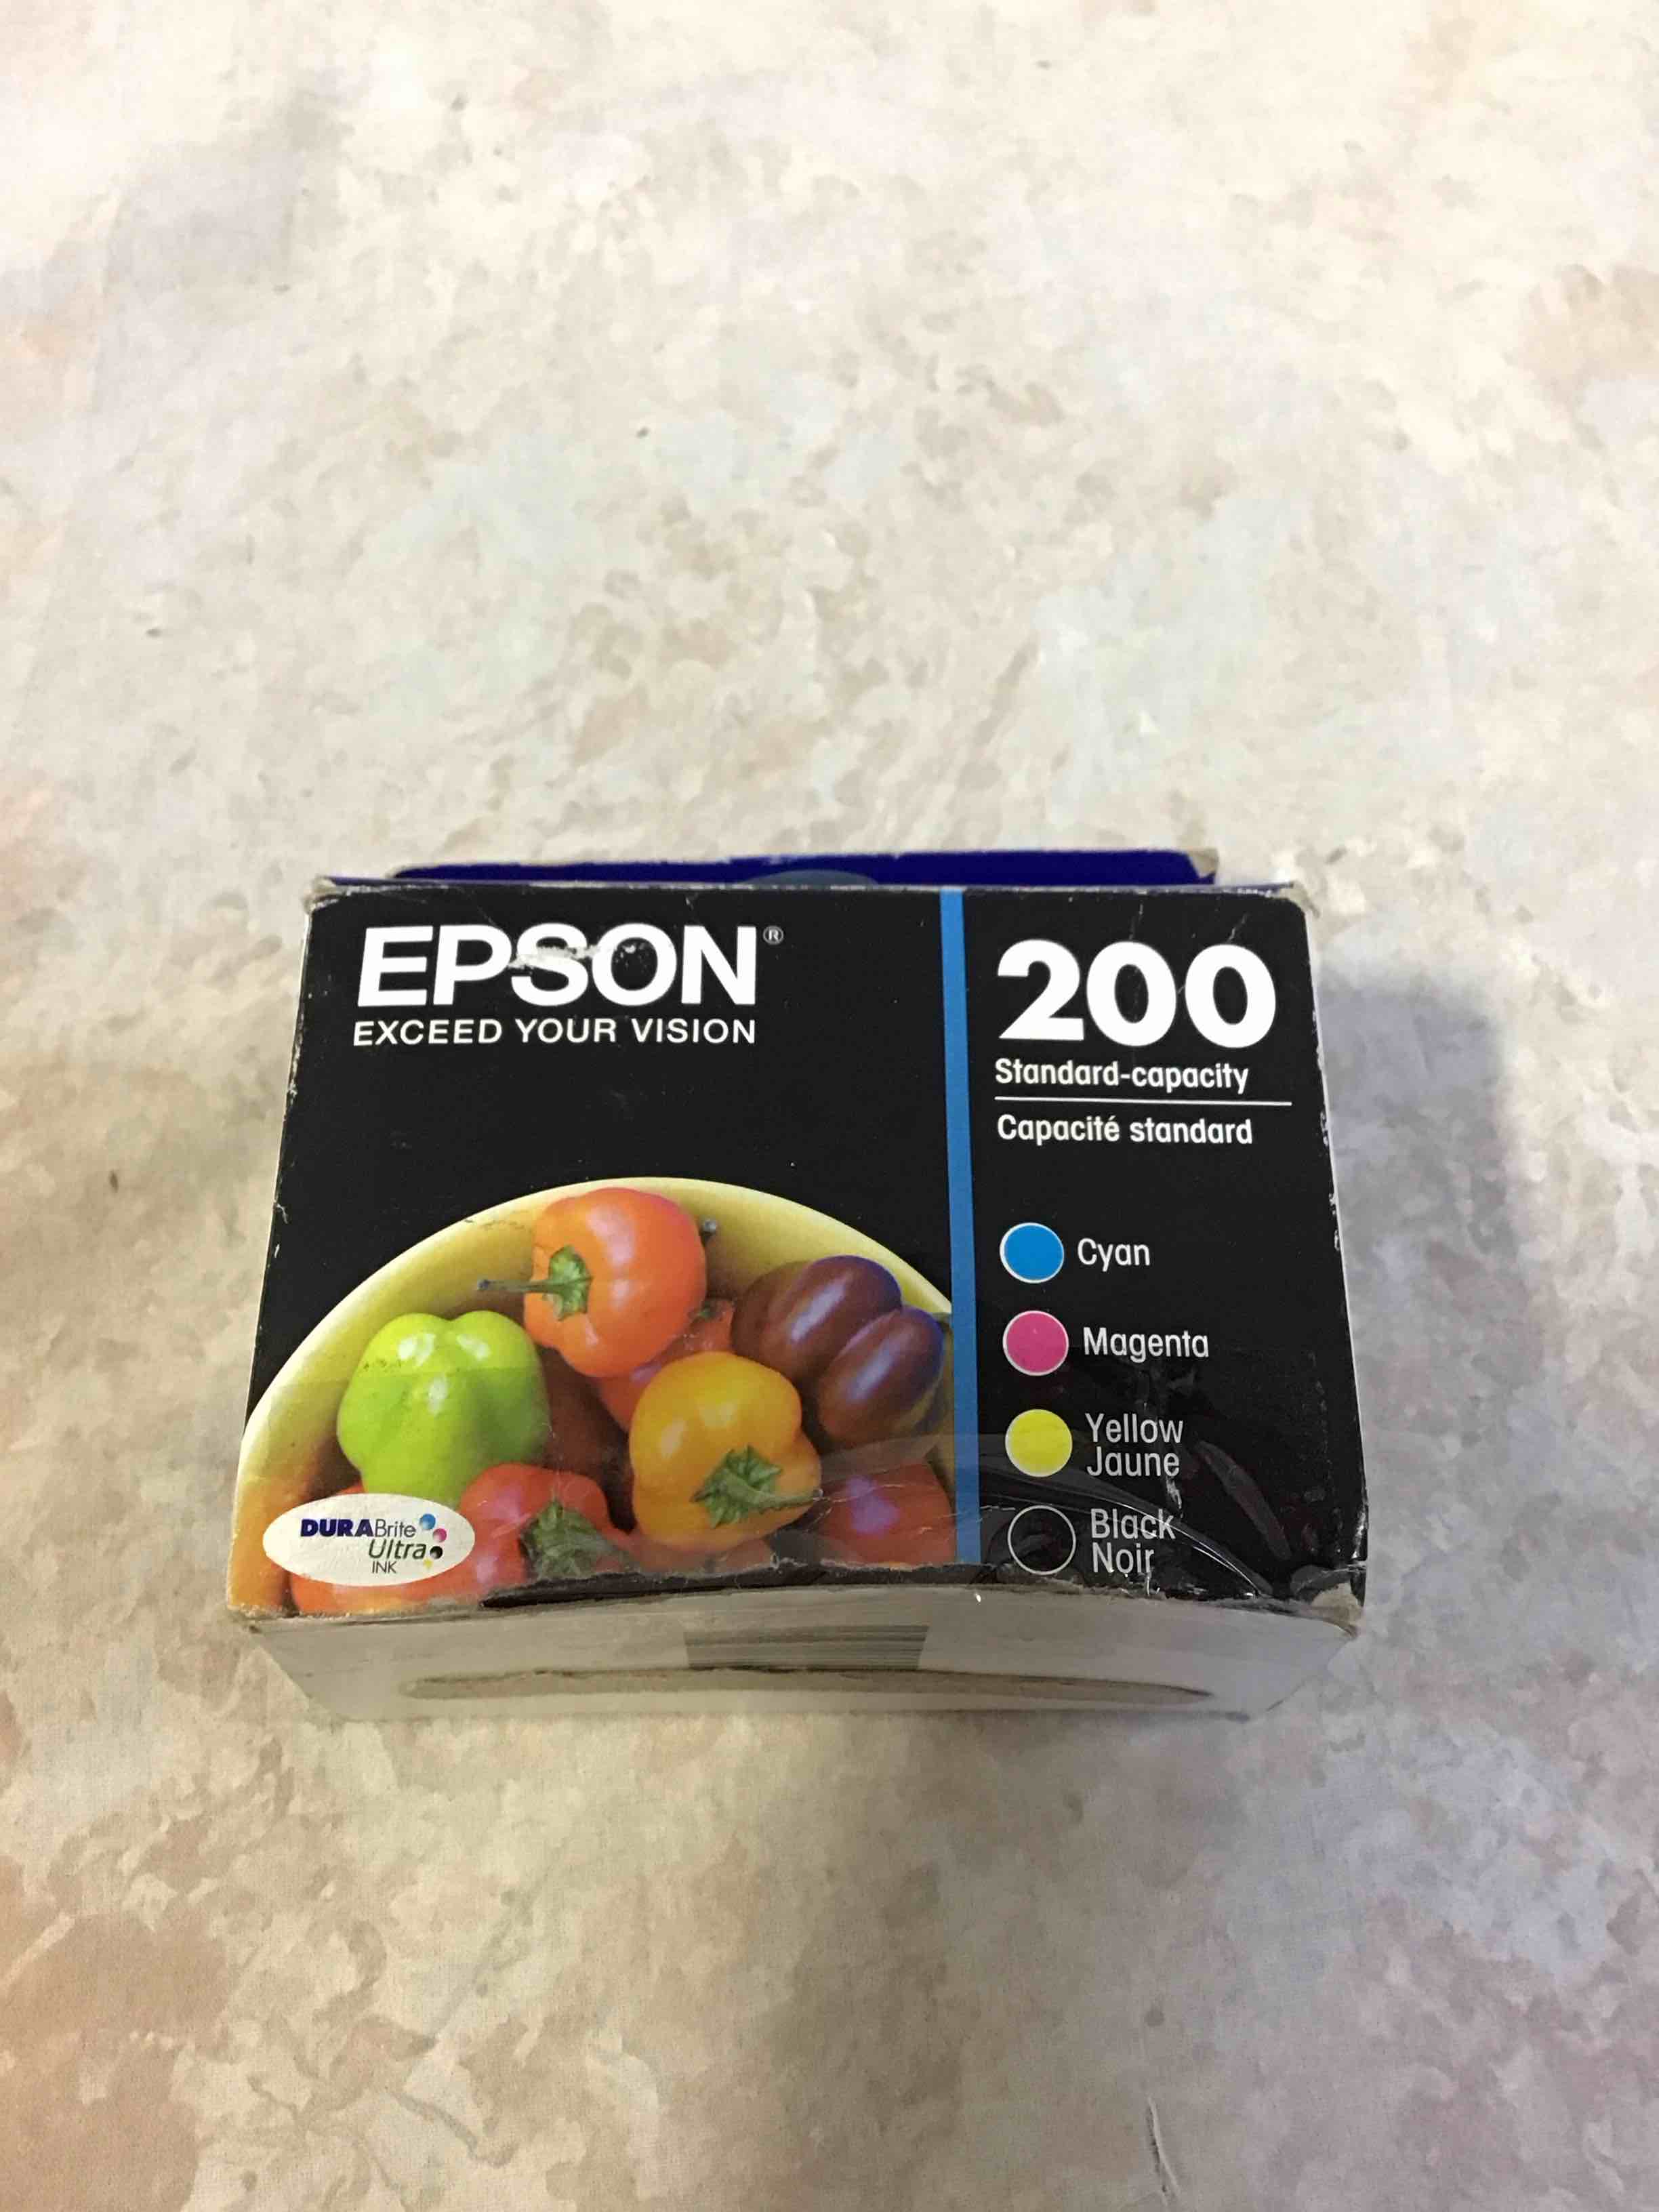 EPSON®
EXCEED YOUR VISION
200
Standard-capacity
Capacité standard
Cyan
Magenta
Yellow
Jaune
Black
Noir
DURABrite
Ultra
INK